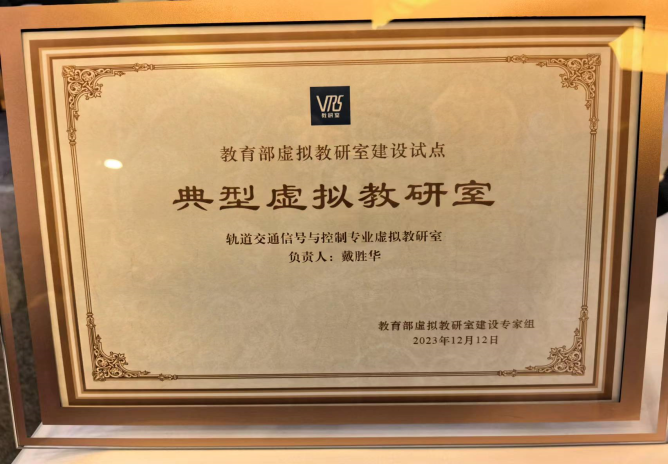 VRS
教研室
教育部虚拟教研室建设试点
典型虚拟教研室
轨道交通信号与控制专业虚拟教研室
负责人：戴胜华
教育部虚拟教研室建设专家组
2023年12月12日